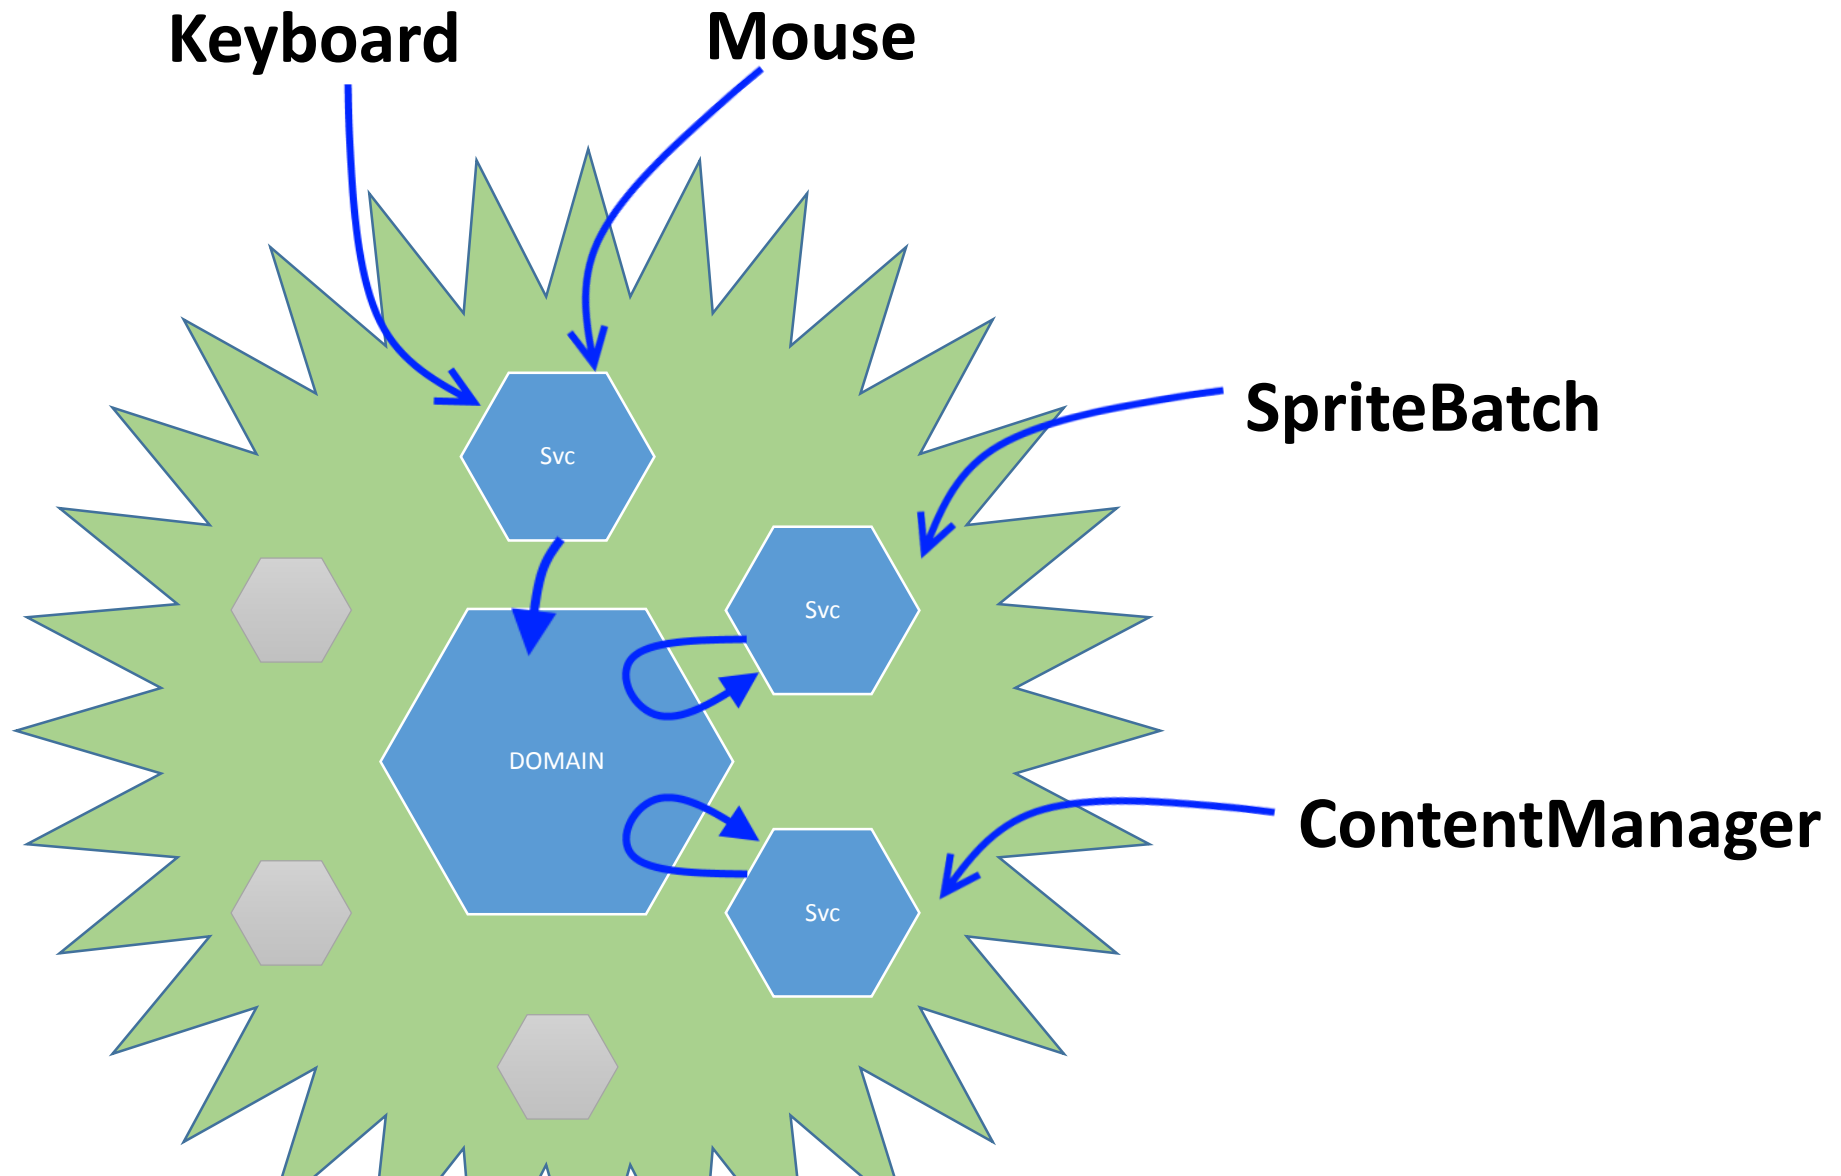 Keyboard
Mouse
SpriteBatch
Svc
Svc
DOMAIN
ContentManager
Svc